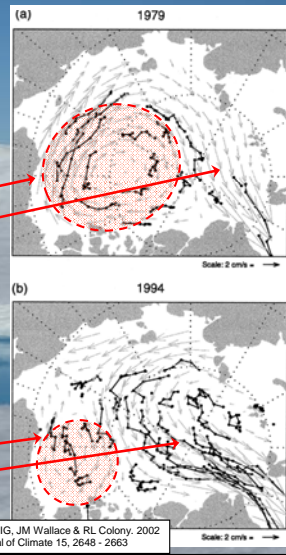 (a)
1979
Scale: 2 cm/s =
(b)
1994
Scale: 2 cm/s =
IG, JM Wallace & RL Colony. 2002
al of Climate 15, 2648 - 2663